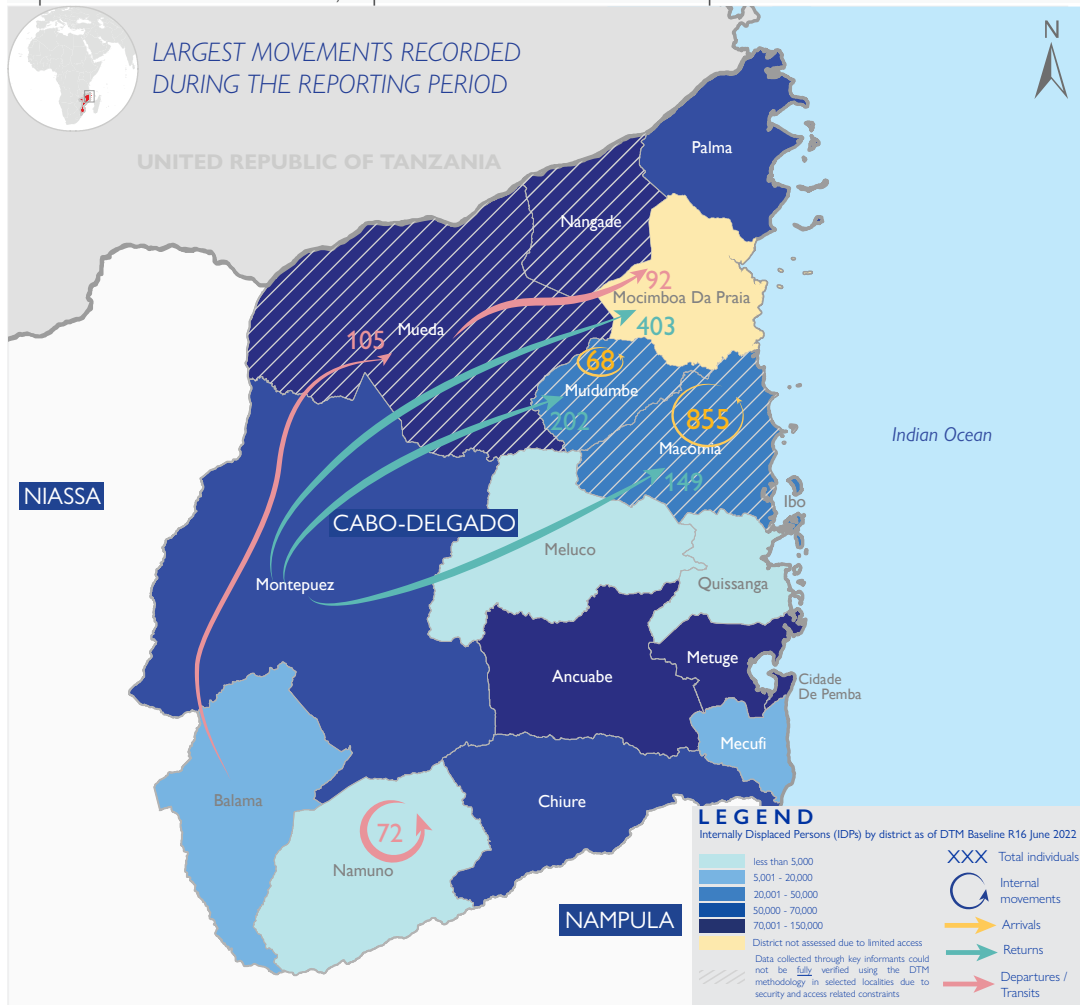 LARGEST MOVEMENTS RECORDED
DURING THE REPORTING PERIOD
N
UNITED REPUBLIC OF TANZANIA
Palma
Nangade
92
Mocimboa Da Praia
403
105
Mueda
68
Muidumbe
202
855
Macomia
149
Indian Ocean
NIASSA
CABO-DELGADO
Ibo
Meluco
Montepuez
Quissanga
Ancuabe
Metuge
Cidade
De Pemba
Mecufi
Balama
Chiure
72
Namuno
NAMPULA
LEGEND
Internally Displaced Persons (IDPs) by district as of DTM Baseline R16 June 2022
less than 5,000
5,001 - 20,000
20,001 - 50,000
50,000 - 70,000
70,001 - 150,000
District not assessed due to limited access
Data collected through key informants could
not be fully verified using the DTM
methodology in selected localities due to
security and access related constraints
XXX Total individuals
Internal
movements
Arrivals
Returns
Departures /
Transits